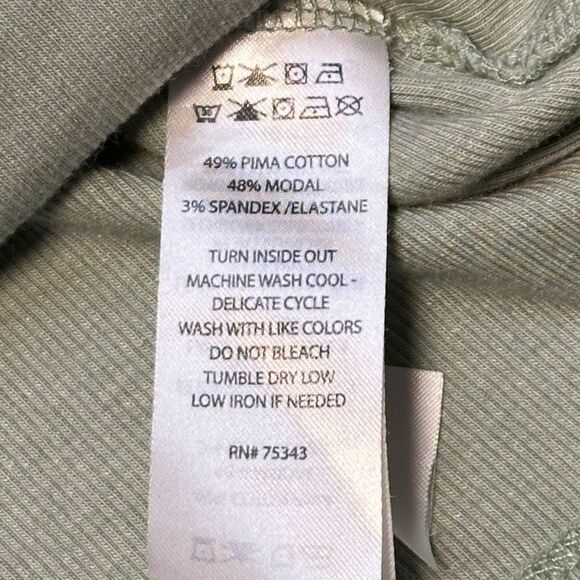 49% PIMA COTTON
48% MODAL
3% SPANDEX /ELASTANE
TURN INSIDE OUT
MACHINE WASH COOL -
DELICATE CYCLE
WASH WITH LIKE COLORS
DO NOT BLEACH
TUMBLE DRY LOW
LOW IRON IF NEEDED
RN# 75343